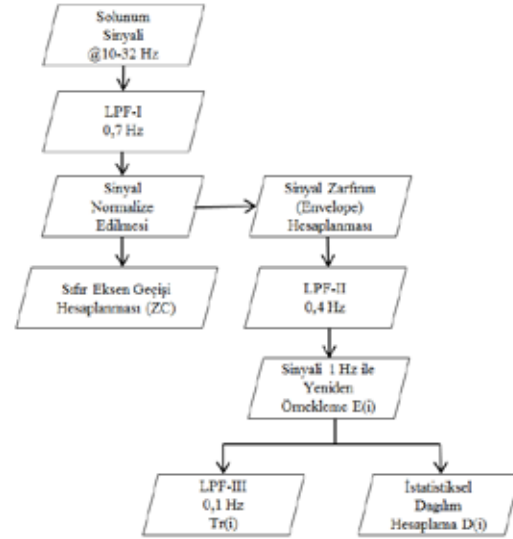 Solunum
Sinyali
@10-32 Hz
LPF-I
0,7 Hz
Sinyal
Normalize
Edilmesi
Sinyal Zarfının
(Envelope)
Hesaplanması
Sıfır Eksen Geçişi
Hesaplanması (ZC)
LPF-II
0,4 Hz
Sinyali 1 Hz ile
Yeniden
Örnekleme E(i)
LPF-III
0,1 Hz
Tr(i)
İstatistiksel
Dağılım
Hesaplama D(i)